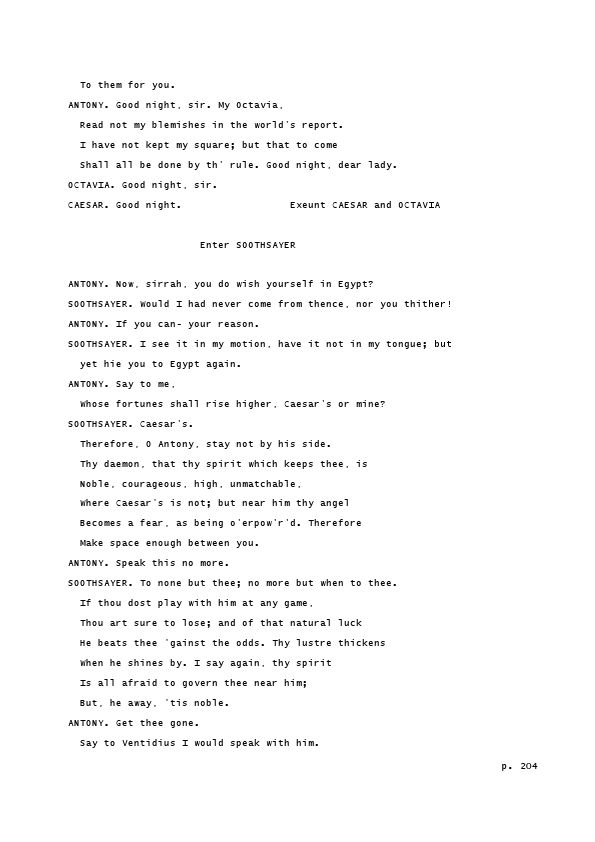 To them for you.
ANTONY. Good night, sir. My Octavia,
Read not my blemishes in the world's report.
I have not kept my square; but that to come
Shall all be done by th' rule. Good night, dear lady.
OCTAVIA. Good night, sir.
CAESAR. Good night. Exeunt CAESAR and OCTAVIA
Enter SOOTHSAYER
ANTONY. Now, sirrah, you do wish yourself in Egypt?
SOOTHSAYER. Would I had never come from thence, nor you thither!
ANTONY. If you can- your reason.
SOOTHSAYER. I see it in my motion, have it not in my tongue; but
yet hie you to Egypt again.
ANTONY. Say to me,
Whose fortunes shall rise higher, Caesar's or mine?
SOOTHSAYER. Caesar's.
Therefore, O Antony, stay not by his side.
Thy daemon, that thy spirit which keeps thee, is
Noble, courageous, high, unmatchable,
Where Caesar's is not; but near him thy angel
Becomes a fear, as being o'erpow'r'd. Therefore
Make space enough between you.
ANTONY. Speak this no more.
SOOTHSAYER. To none but thee; no more but when to thee.
If thou dost play with him at any game,
Thou art sure to lose; and of that natural luck
He beats thee 'gainst the odds. Thy lustre thickens
When he shines by. I say again, thy spirit
Is all afraid to govern thee near him;
But, he away, 'tis noble.
ANTONY. Get thee gone.
Say to Ventidius I would speak with him.
p. 204